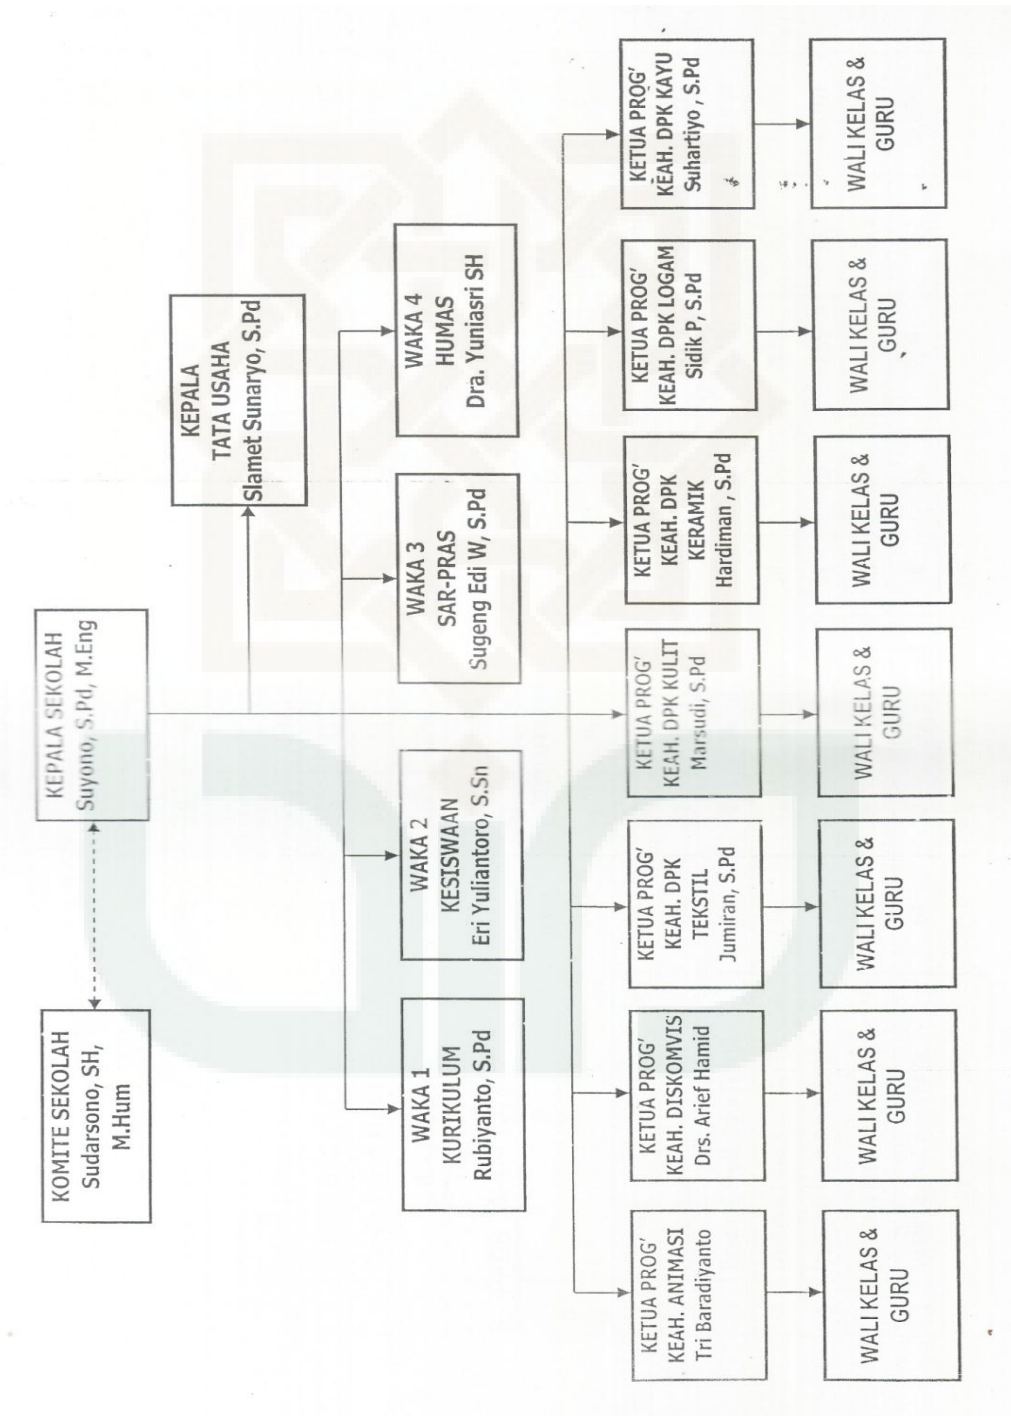 KOMITE SEKOLAH
Sudarsono, SH,
M.Hum
KEPALA SEKOLAH
Suyono, S.Pd, M.Eng
KEPALA
TATA USAHA
Slamet Sunaryo, S.Pd
WAKA 1
KURIKULUM
Rubiyanto, S.Pd
WAKA 2
KESISWAAN
Eri Yuliantoro, S.Sn
WAKA 3
SAR-PRAS
Sugeng Edi W, S.Pd
WAKA 4
HUMAS
Dra. Yuniasri SH
KETUA PROG'
KEAH. ANIMASI
Tri Baradiyanto
KETUA PROG'
KEAH. DISKOMVIS
Drs. Arief Hamid
KETUA PROG'
KEAH. DPK
TEKSTIL
Jumiran, S.Pd
KETUA PROG'
KEAH. DPK KULIT
Marsudi, S.Pd
KETUA PROG'
KEAH. DPK
KERAMIK
Hardiman , S.Pd
KETUA PROG'
KEAH. DPK LOGAM
Sidik P, S.Pd
KETUA PROG'
KEAH. DPK KAYU
Suhartiyo , S.Pd
WALI KELAS &
GURU
WALI KELAS &
GURU
WALI KELAS &
GURU
WALI KELAS &
GURU
WALI KELAS &
GURU
WALI KELAS &
GURU
WALI KELAS &
GURU